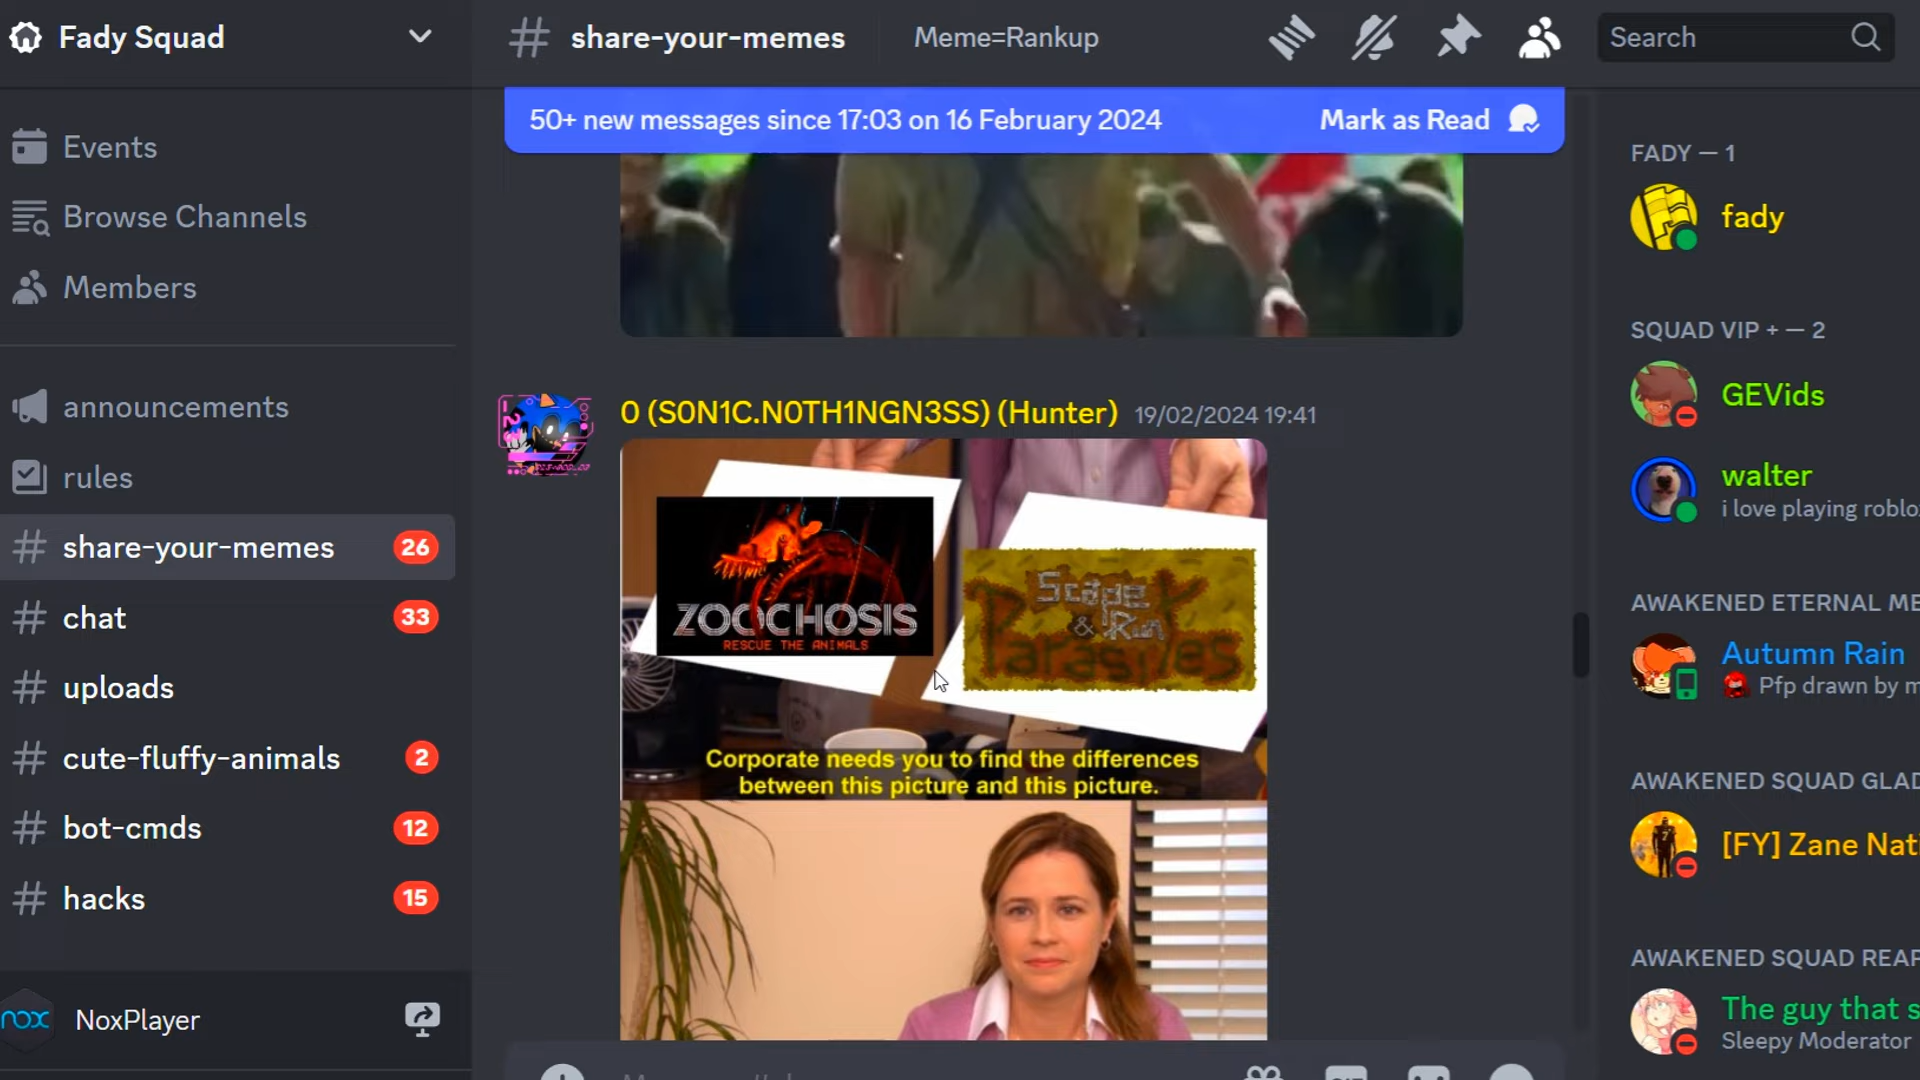 Fady Squad
share-your-memes
Meme=Rankup
Search
50+ new messages since 17:03 on 16 February 2024
Mark as Read
Events
Browse Channels
Members
announcements
rules
share-your-memes
26
chat
33
uploads
cute-fluffy-animals
2
bot-cmds
12
hacks
15
nox
NoxPlayer
0 (S0N1C.N0TH1NGN3SS) (Hunter) 19/02/2024 19:41
ZOOCHOSIS
RESCUE THE ANIMALS
Scape
& Run
Parasites
Corporate needs you to find the differences
between this picture and this picture.
FADY — 1
fady
SQUAD VIP + — 2
GEVids
walter
i love playing roblo
AWAKENED ETERNAL ME
Autumn Rain
Pfp drawn by m
AWAKENED SQUAD GLAD
[FY] Zane Nati
AWAKENED SQUAD REAP
The guy that s
Sleepy Moderator